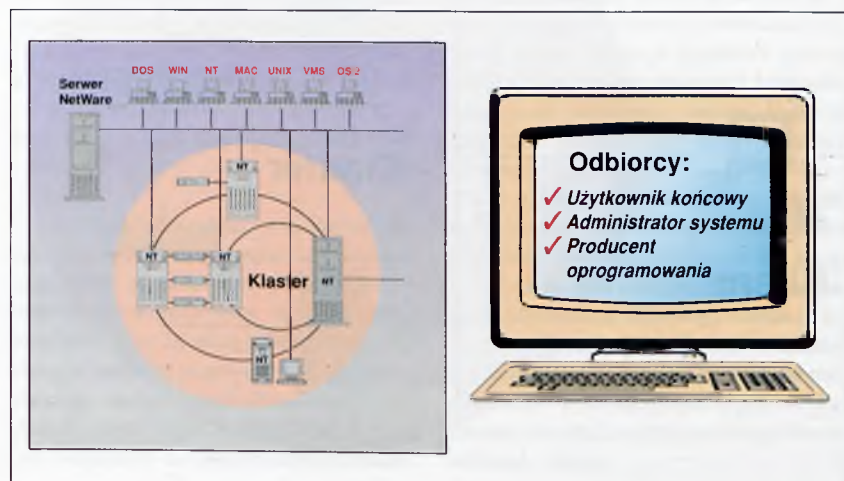 DOS WIN NT MAC UNIX VMS OS/2
Serwer
NetWare
NT
NT NT
Klaster
NT
NT
Odbiorcy:
✓ Użytkownik końcowy
✓ Administrator systemu
✓ Producent
oprogramowania